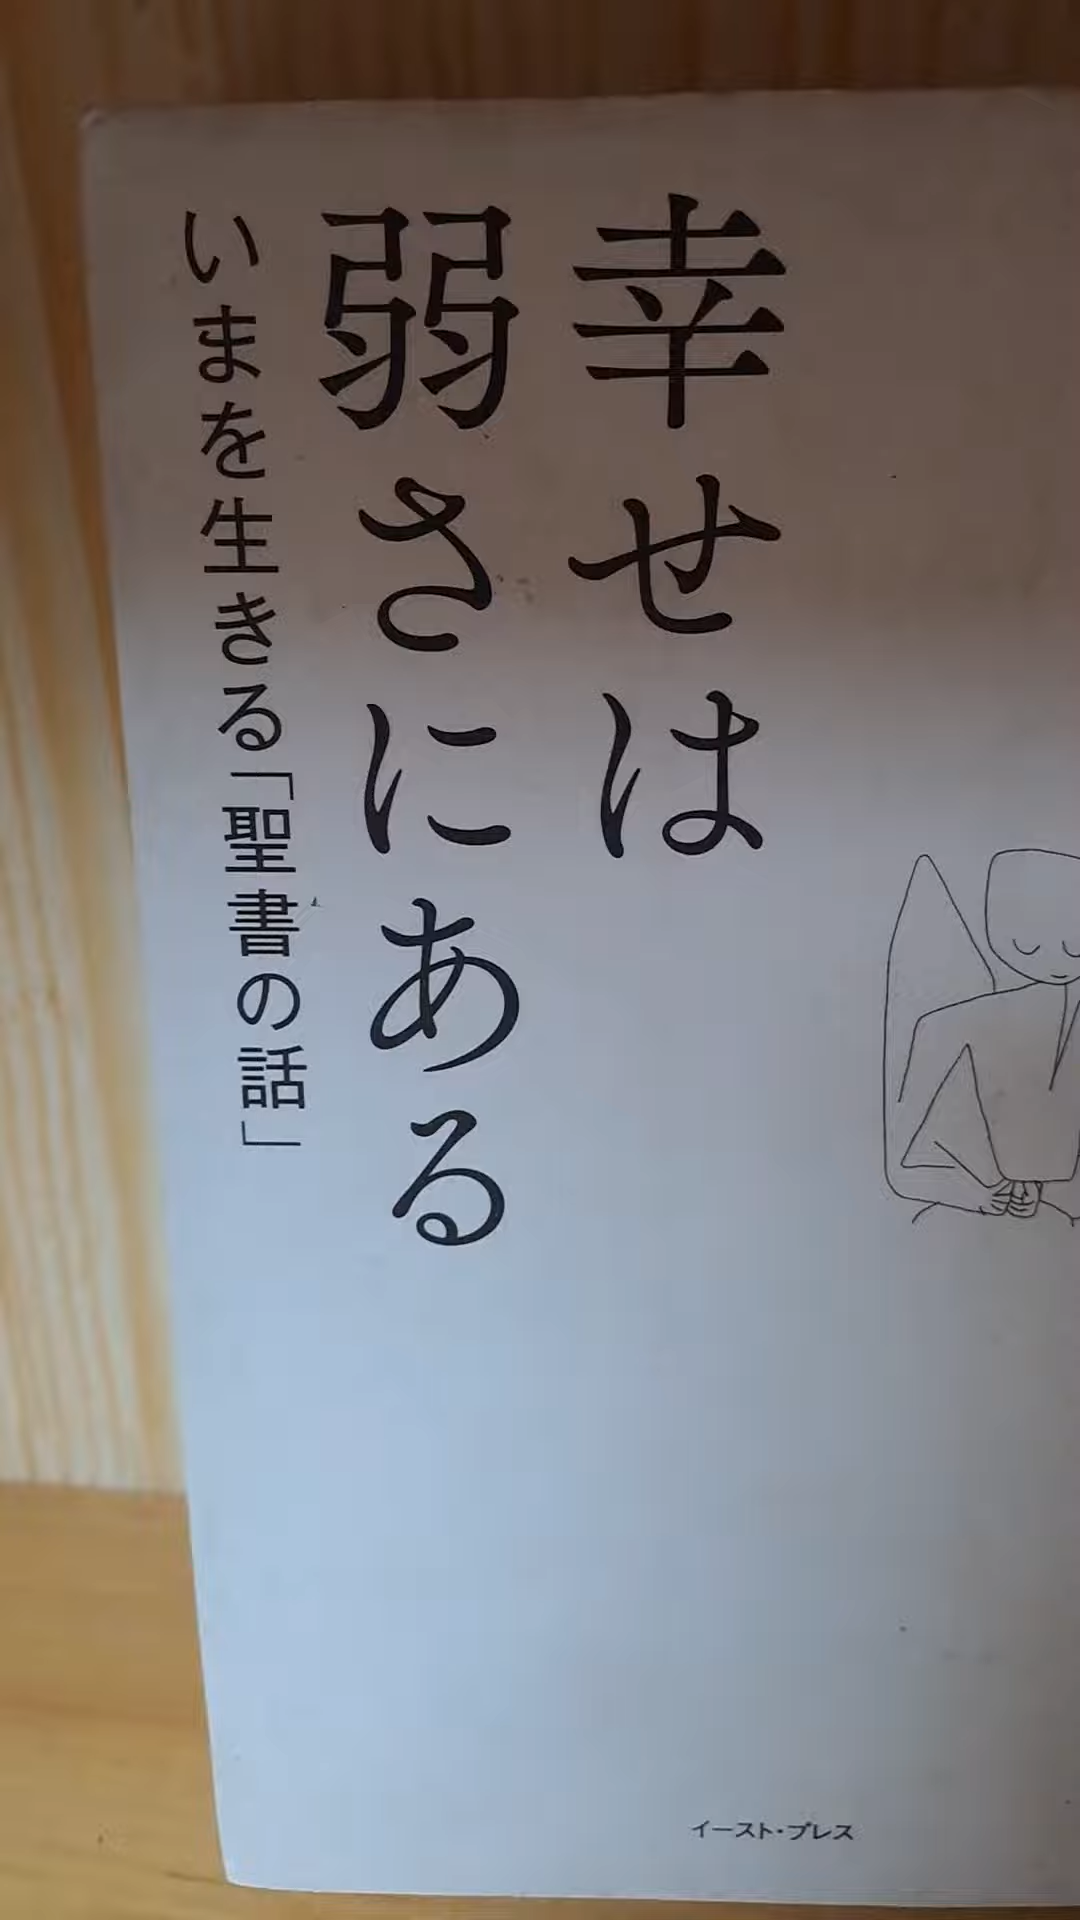 幸せは
弱さにある
いまを生きる「聖書の話」
イースト・プレス